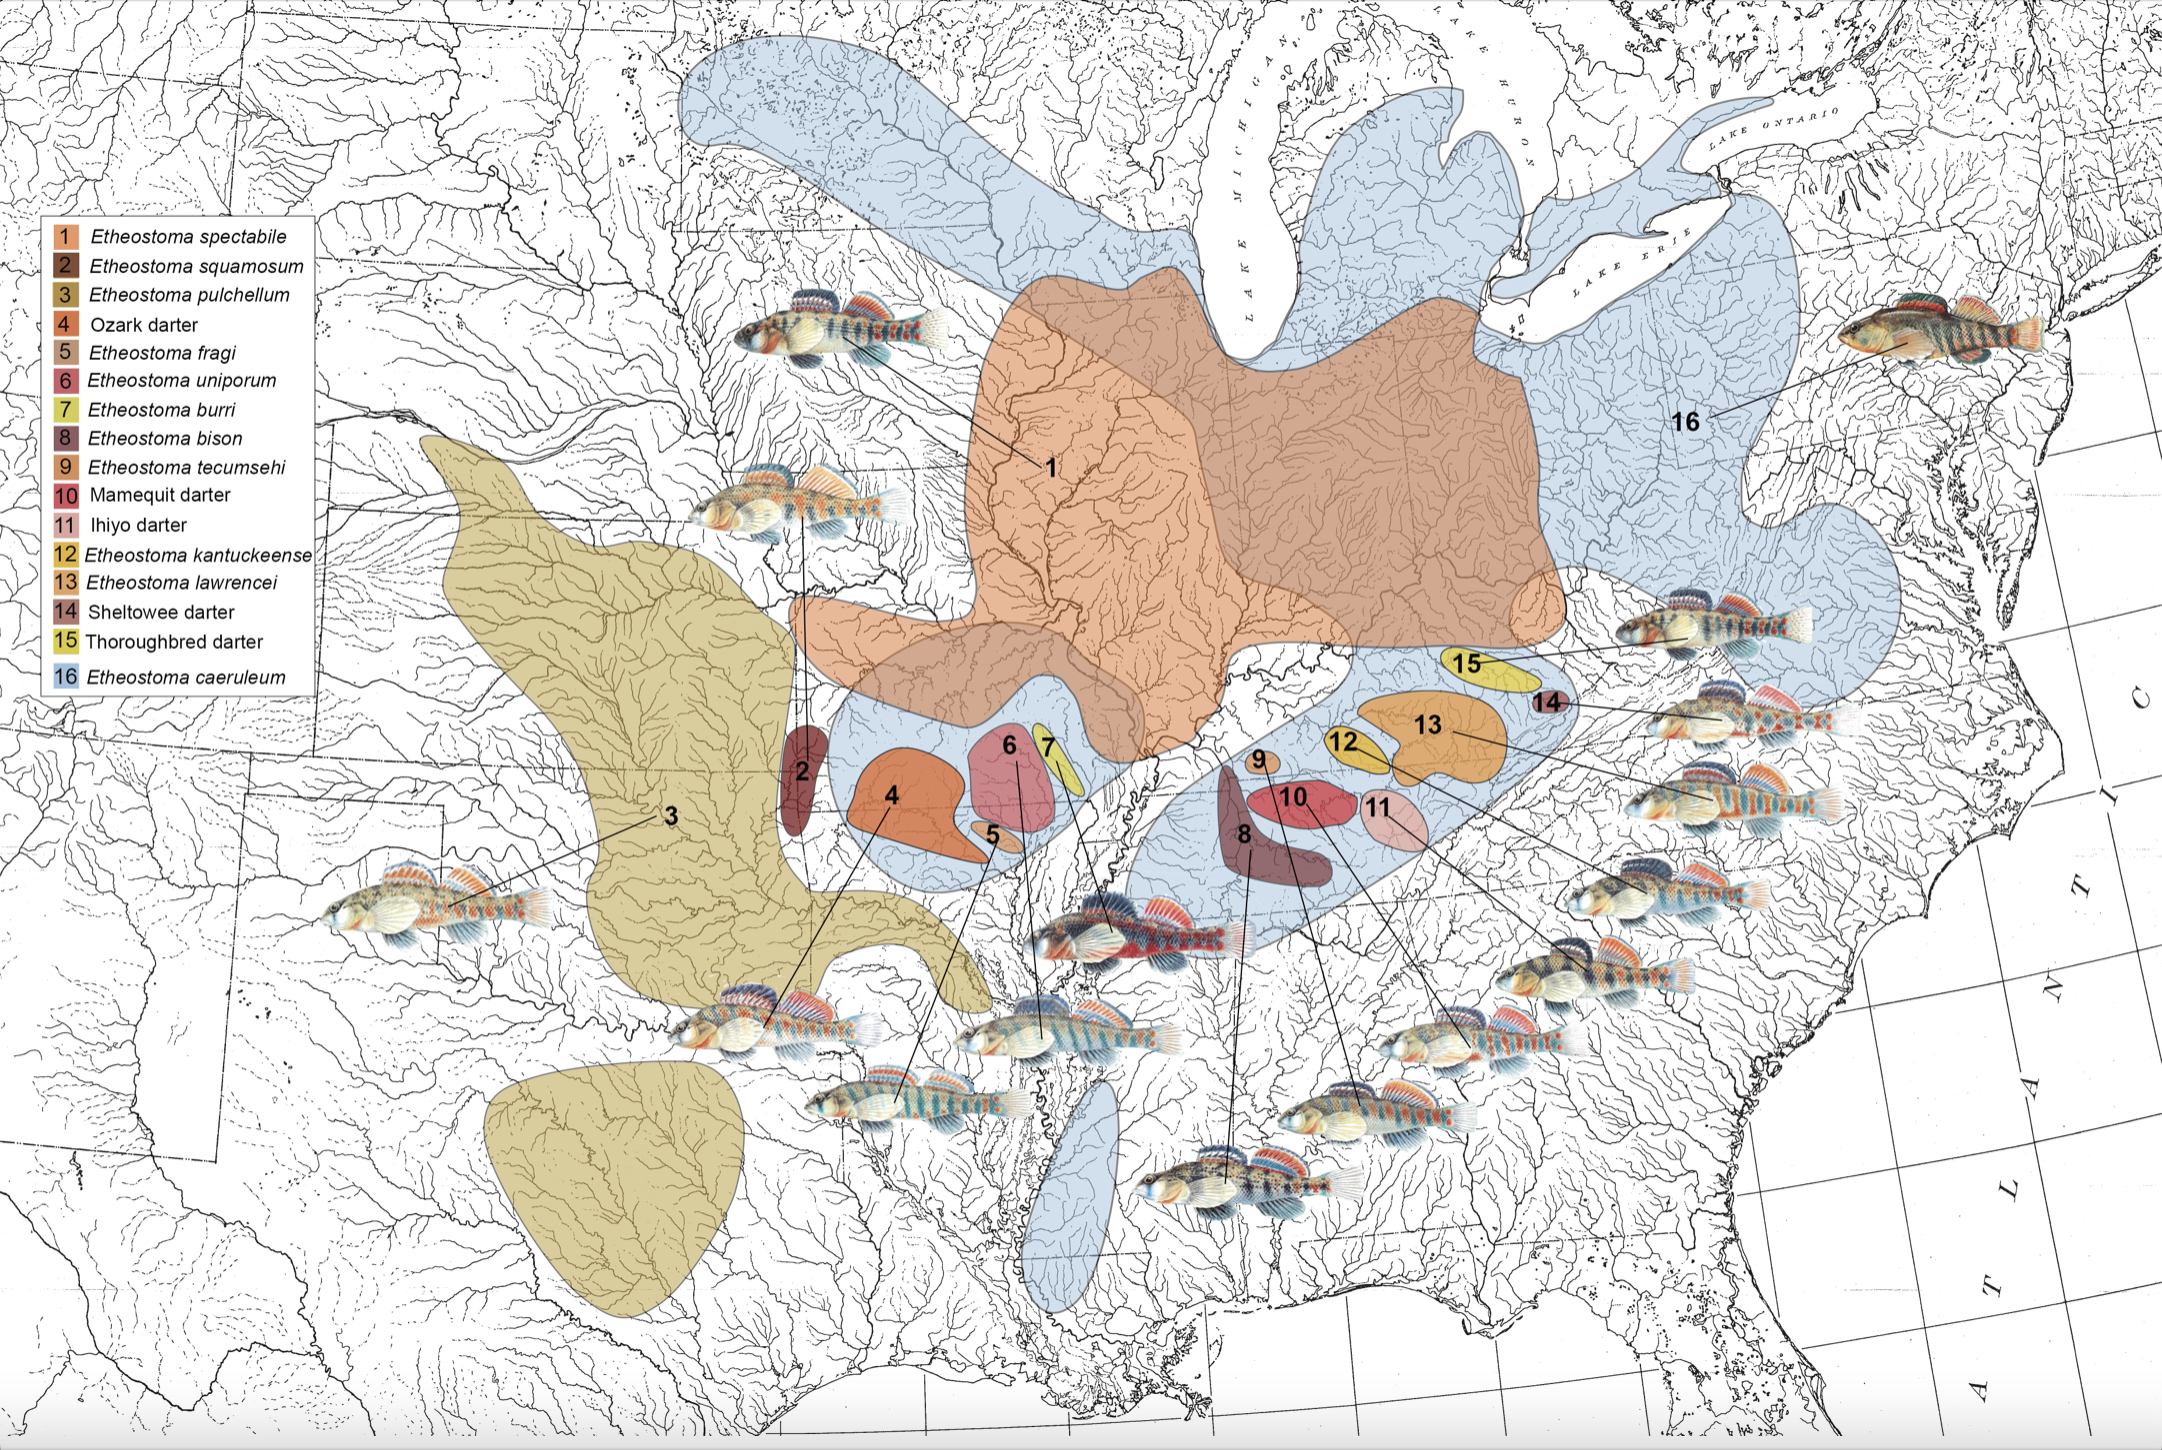 LAKE MICHIGAN
LAKE HURON
LAKE ONTARIO
LAKE ERIE
1 Etheostoma spectabile
2 Etheostoma squamosum
3 Etheostoma pulchellum
4 Ozark darter
5 Etheostoma fragi
6 Etheostoma uniporum
7 Etheostoma burri
8 Etheostoma bison
9 Etheostoma tecumsehi
10 Mamequit darter
11 Ihiyo darter
12 Etheostoma kantuckeense
13 Etheostoma lawrencei
14 Sheltowee darter
15 Thoroughbred darter
16 Etheostoma caeruleum
16
1
15
14
13
12
6
7
9
2
4
10
11
3
5
8
ATLANTIC